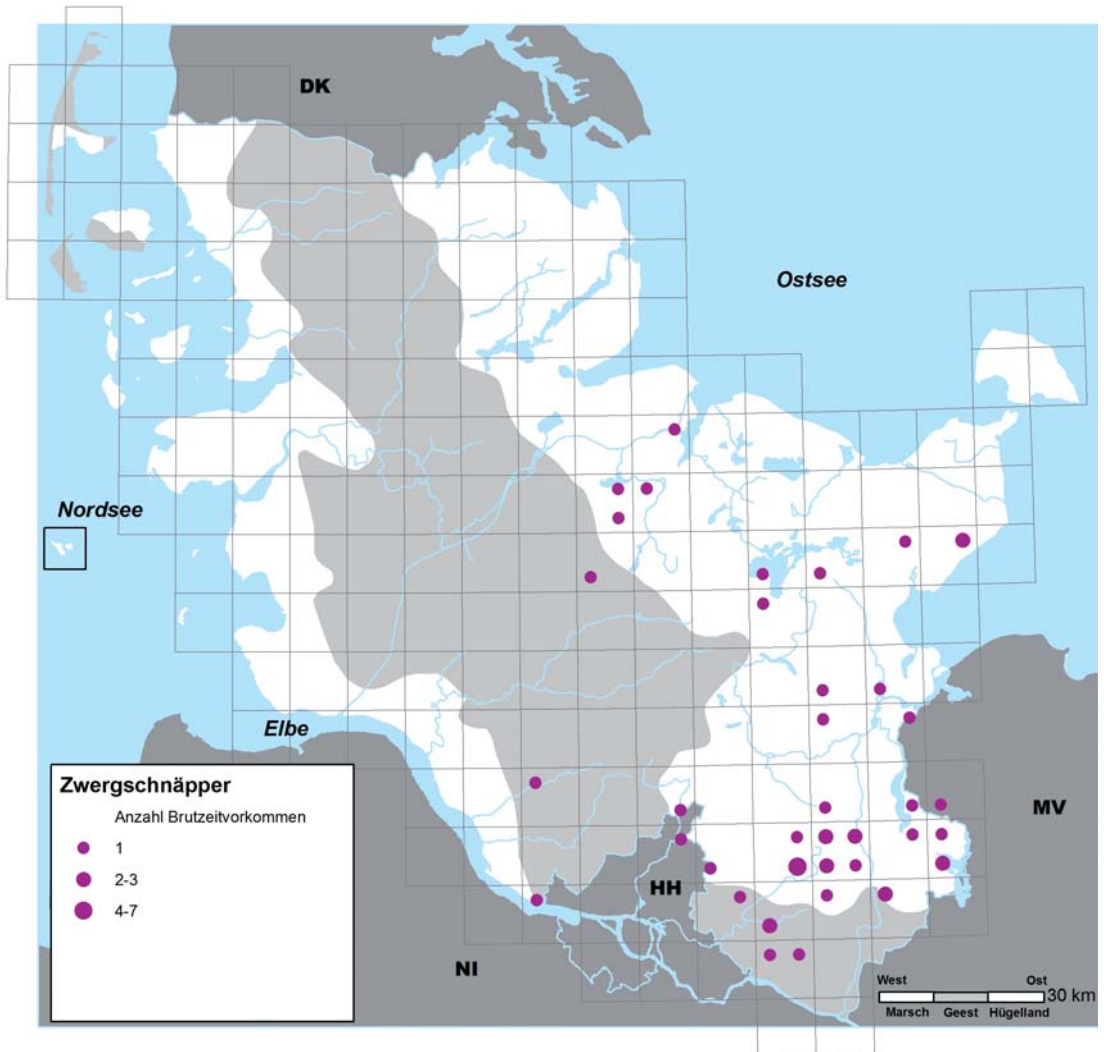 DK
Ostsee
Nordsee
Elbe
Zwergschnäpper
Anzahl Brutzeitvorkommen
1
2-3
4-7
MV
HH
NI
West Ost
30 km
Marsch Geest Hügelland